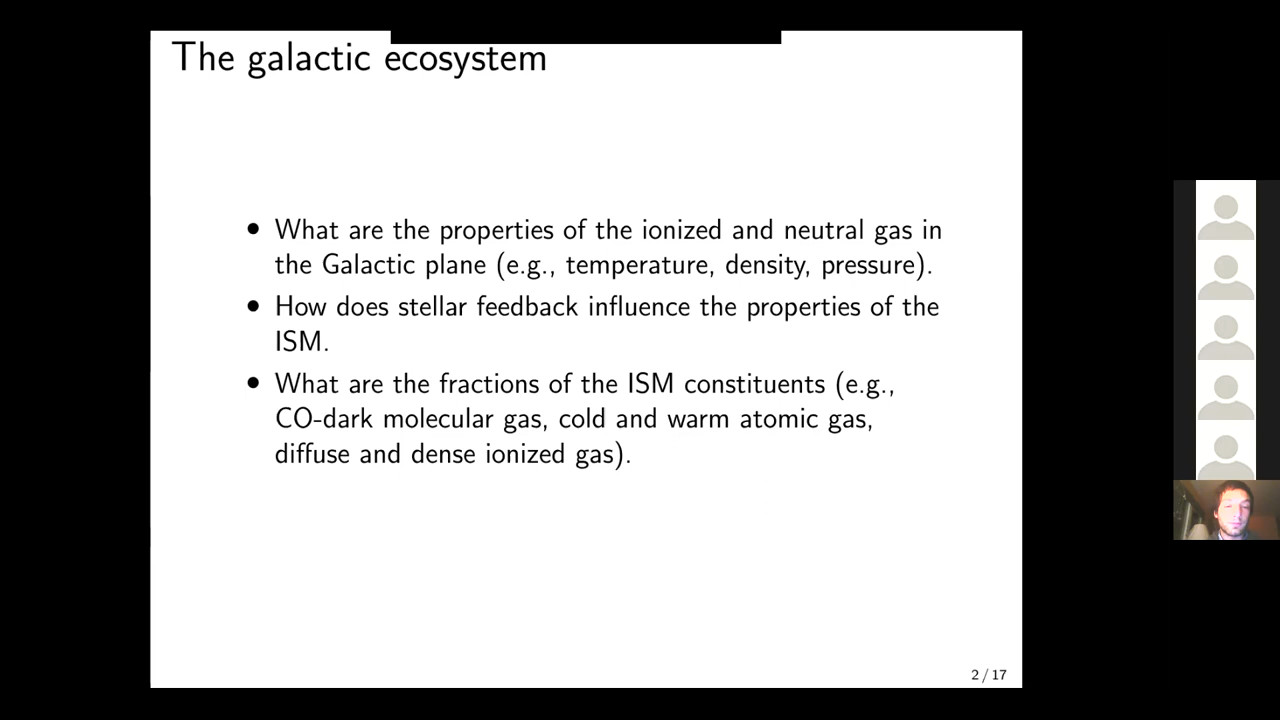 The galactic ecosystem
• What are the properties of the ionized and neutral gas in
the Galactic plane (e.g., temperature, density, pressure).
• How does stellar feedback influence the properties of the
ISM.
• What are the fractions of the ISM constituents (e.g.,
CO-dark molecular gas, cold and warm atomic gas,
diffuse and dense ionized gas).
2 / 17